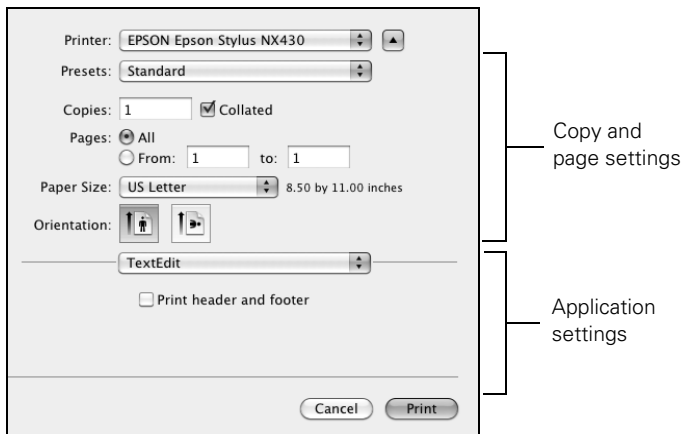 Printer: EPSON Epson Stylus NX430
Presets: Standard
Copies: 1 Collated
Pages: All
From: 1 to: 1
Paper Size: US Letter 8.50 by 11.00 inches
Orientation:
TextEdit
Print header and footer
Cancel Print
Copy and
page settings
Application
settings